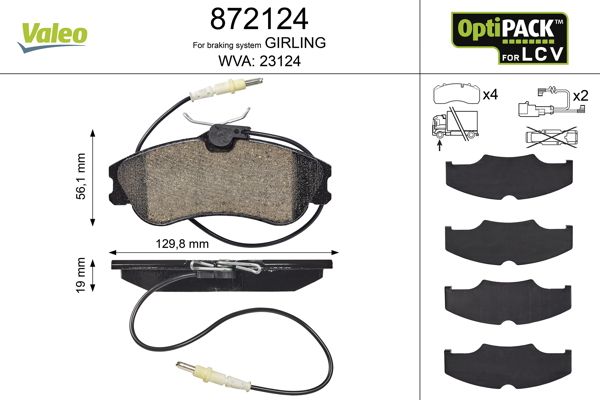 Valeo
872124
For braking system GIRLING
WVA: 23124
OptiPACK
FOR LCV
x4
x2
56,1 mm
129,8 mm
19 mm